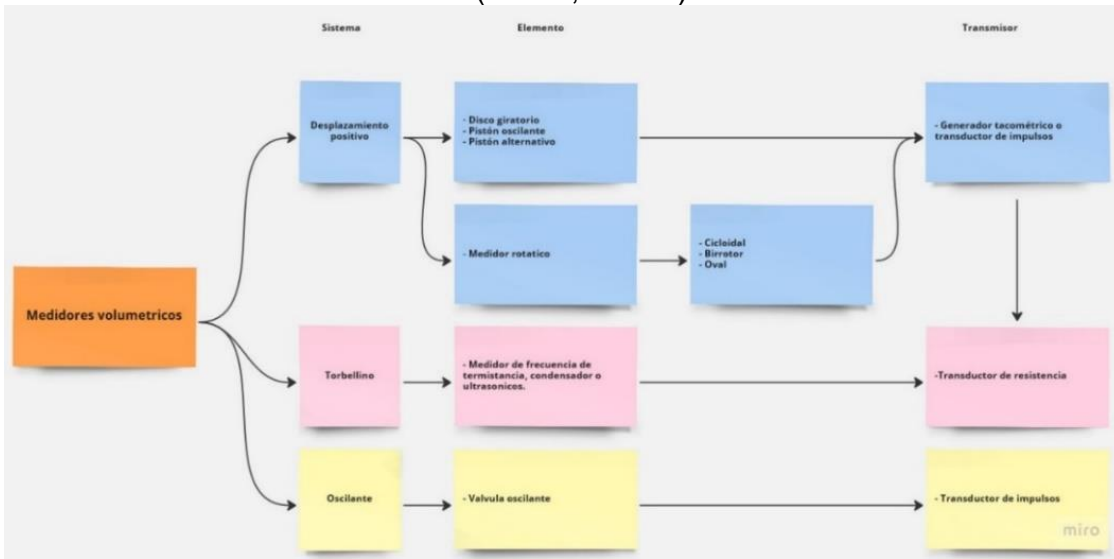 Sistema
Elemento
Transmisor
Desplazamiento
positivo
- Disco giratorio
- Pistón oscilante
- Pistón alternativo
- Generador tacométrico o
transductor de impulsos
- Medidor rotatico
- Cicloidal
- Birrotor
- Oval
Medidores volumetricos
Torbellino
- Medidor de frecuencia de
termistancia, condensador o
ultrasonicos.
-Transductor de resistencia
Oscilante
- Valvula oscilante
- Transductor de impulsos
miro